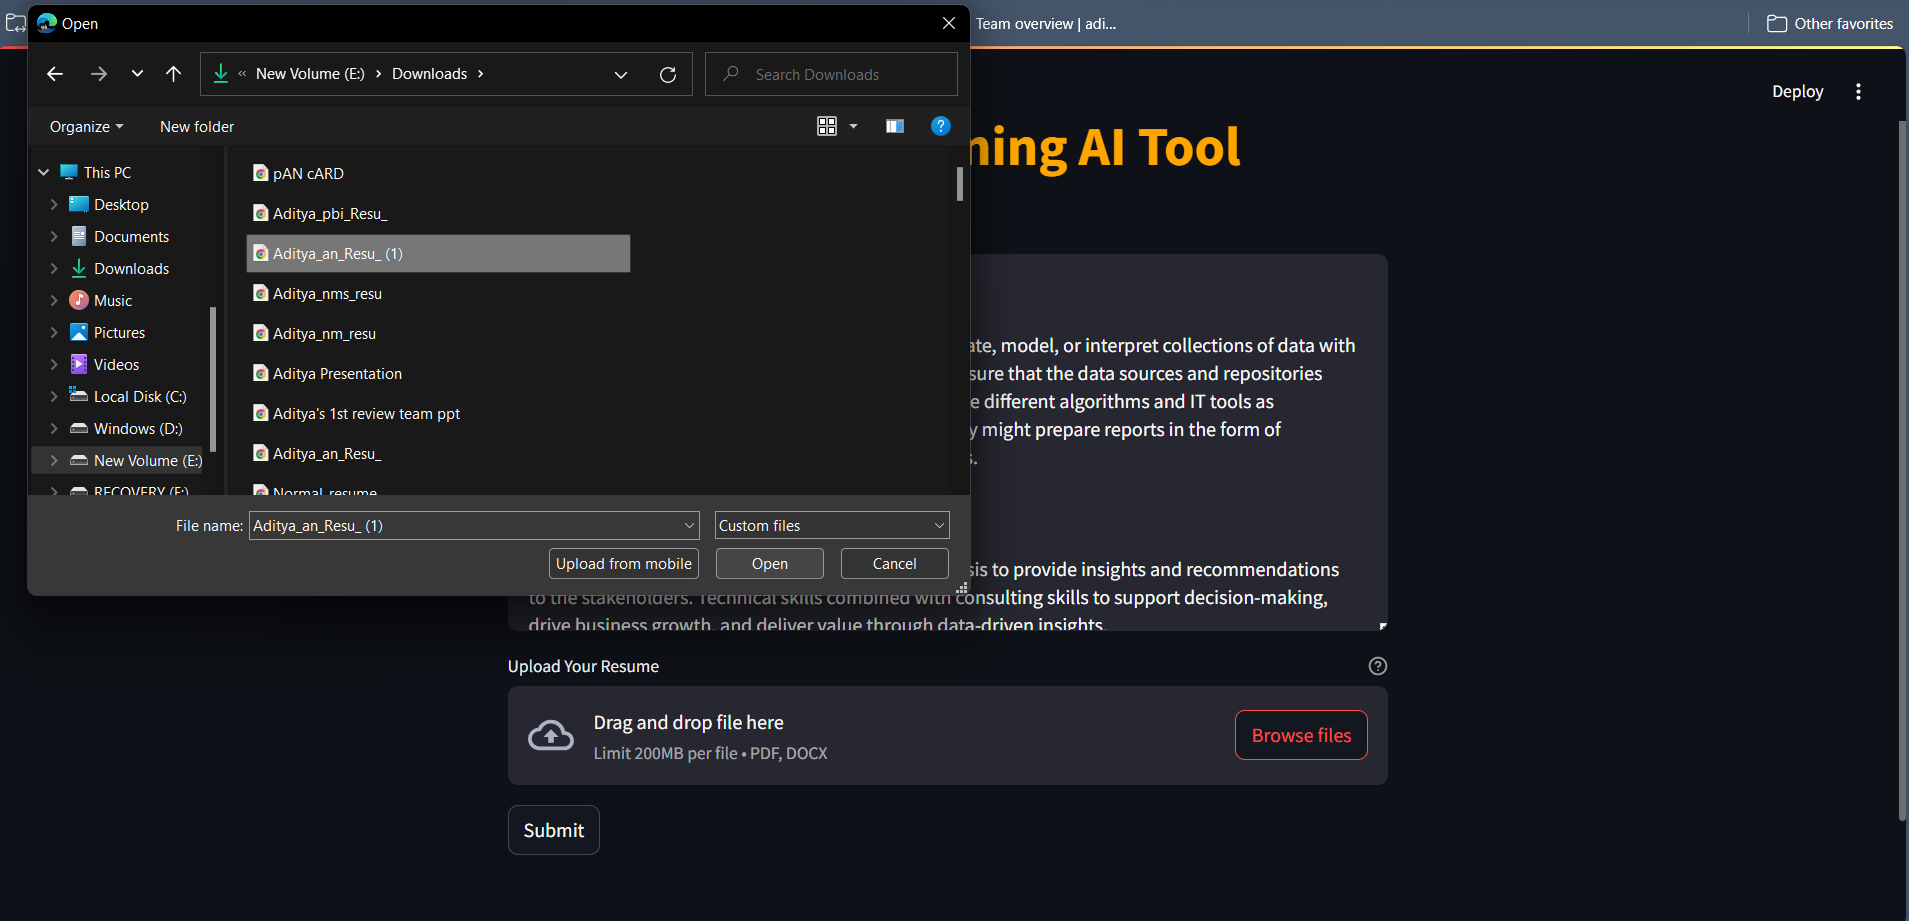 Open
Team overview | adi...
Other favorites
« New Volume (E:) › Downloads ›
Search Downloads
Deploy
Organize
New folder
?
ning AI Tool
This PC
Desktop
Documents
Downloads
Music
Pictures
Videos
Local Disk (C:)
Windows (D:)
New Volume (E:)
RECOVERY (F:)
pAN cARD
Aditya_pbi_Resu_
Aditya_an_Resu_ (1)
Aditya_nms_resu
Aditya_nm_resu
Aditya Presentation
Aditya's 1st review team ppt
Aditya_an_Resu_
Normal_resume
File name: Aditya_an_Resu_ (1)
Custom files
Upload from mobile
Open
Cancel
ate, model, or interpret collections of data with
sure that the data sources and repositories
e different algorithms and IT tools as
y might prepare reports in the form of
s.
sis to provide insights and recommendations
to the stakeholders. Technical skills combined with consulting skills to support decision-making,
drive business growth, and deliver value through data-driven insights.
Upload Your Resume
?
Drag and drop file here
Limit 200MB per file • PDF, DOCX
Browse files
Submit